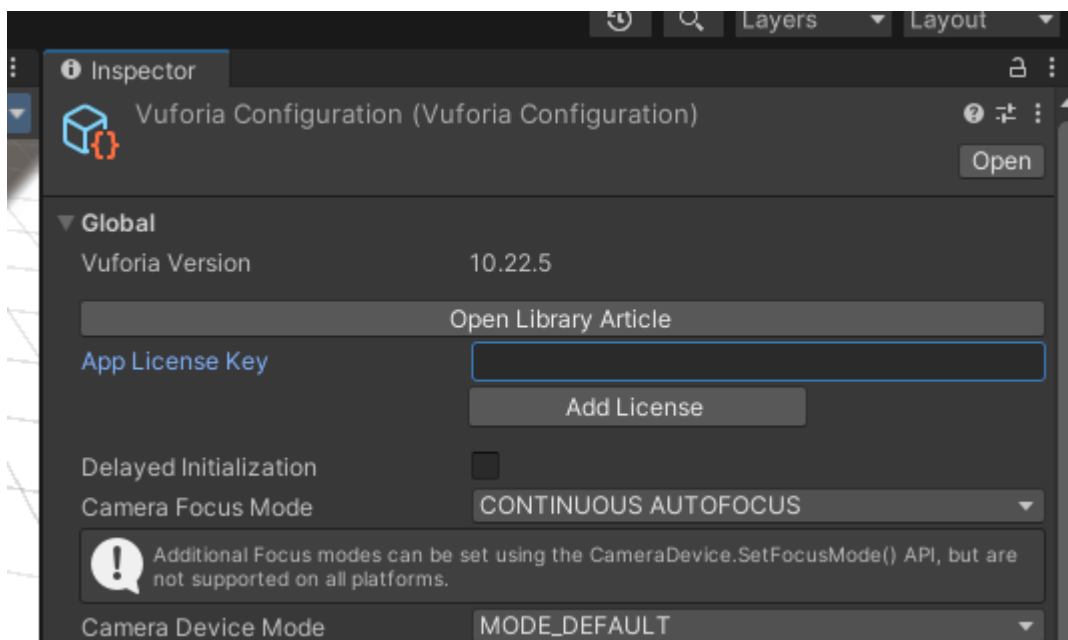 Layers Layout
Inspector
Vuforia Configuration (Vuforia Configuration)
Open
Global
Vuforia Version 10.22.5
Open Library Article
App License Key
Add License
Delayed Initialization
Camera Focus Mode CONTINUOUS AUTOFOCUS
Additional Focus modes can be set using the CameraDevice.SetFocusMode() API, but are
not supported on all platforms.
Camera Device Mode MODE_DEFAULT